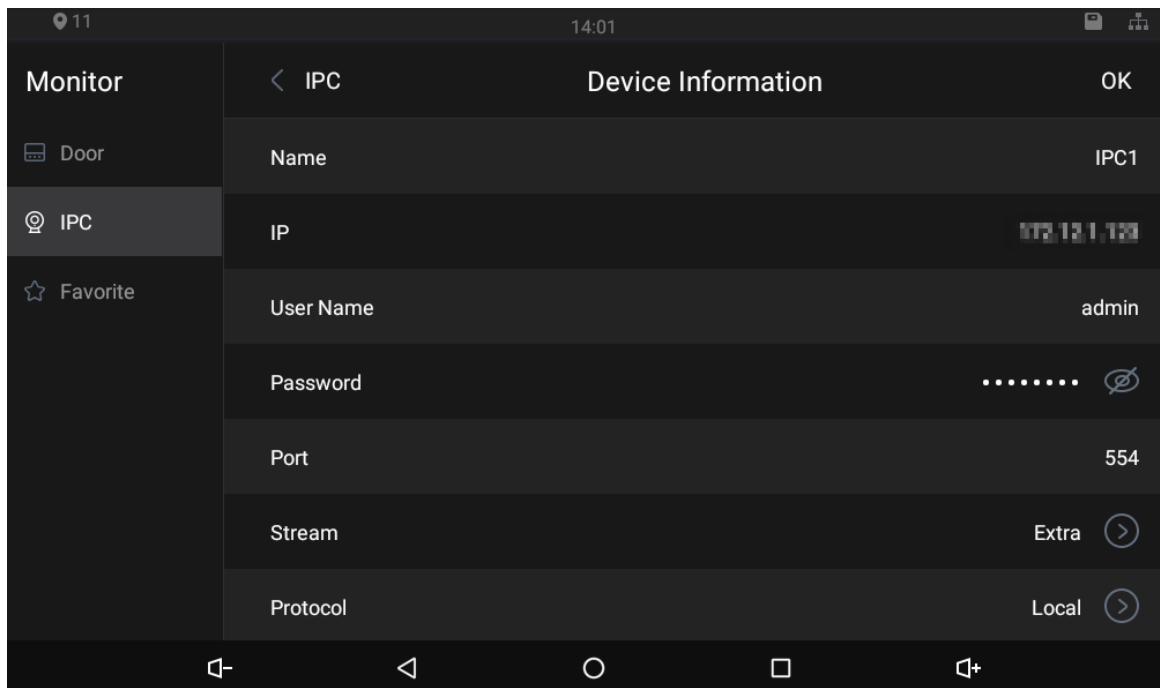 11
14:01
Monitor
IPC
Device Information
OK
Door
IPC
Favorite
Name
IPC1
IP
User Name
admin
Password
Port
554
Stream
Extra
Protocol
Local